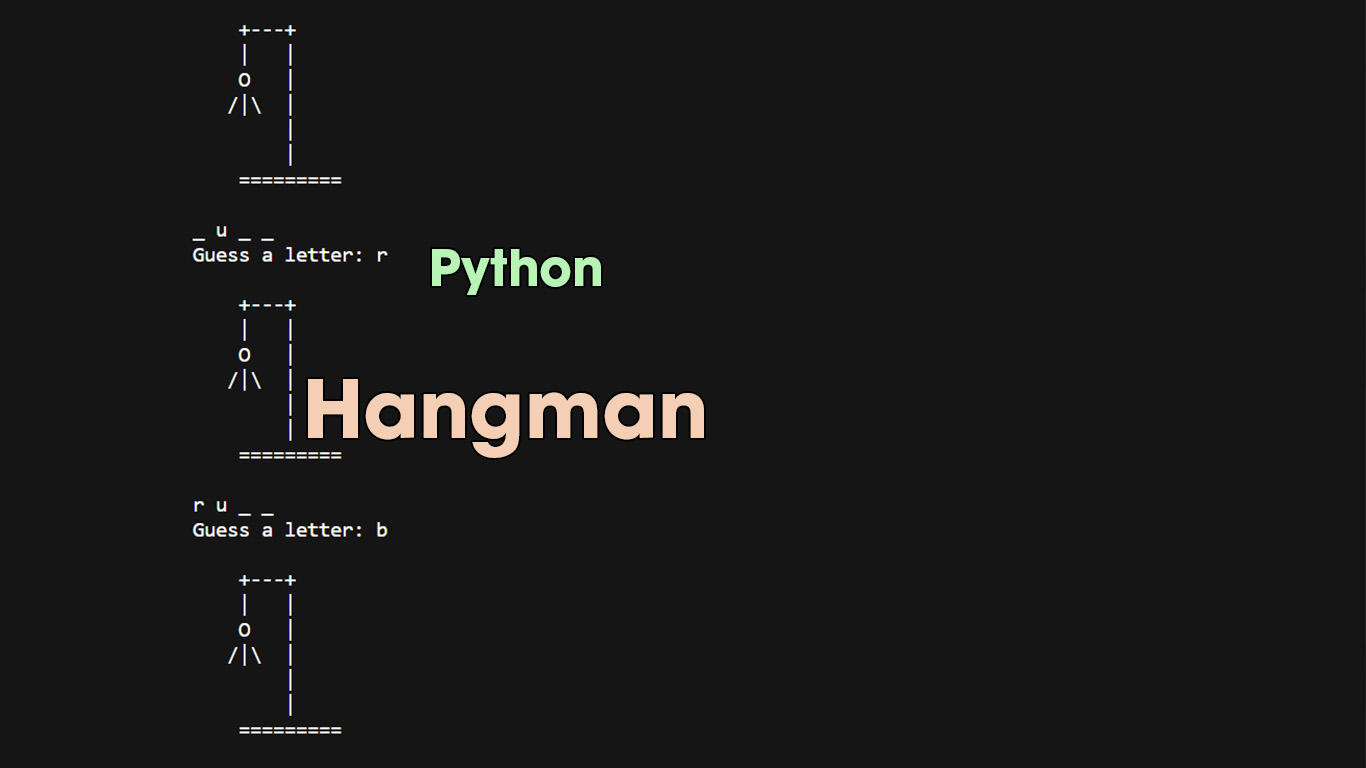 +---+
    |   |
    O   |
   /|\  |
        |
        |
    =========
_ u _ _
Guess a letter: r
Python
    +---+
    |   |
    O   |
   /|\  |
        |
        |
    =========
Hangman
r u _ _
Guess a letter: b
    +---+
    |   |
    O   |
   /|\  |
        |
        |
    =========